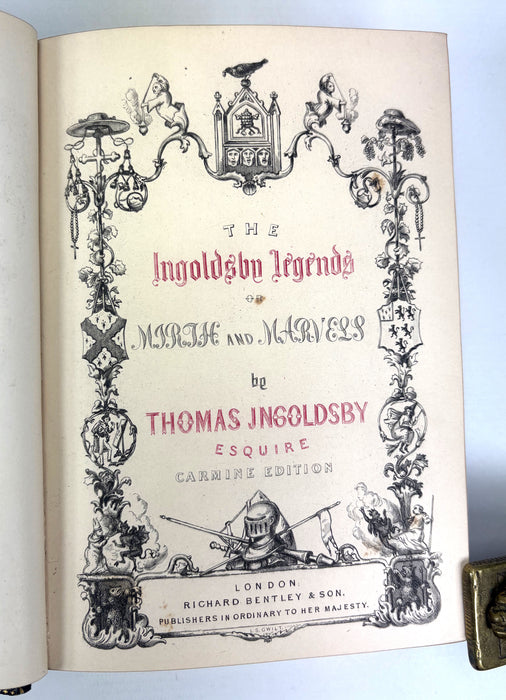 THE
Ingoldsby Legends
OR
MIRTH AND MARVELS
by
THOMAS INGOLDSBY
ESQUIRE
CARMINE EDITION
LONDON:
RICHARD BENTLEY & SON.
PUBLISHERS IN ORDINARY TO HER MAJESTY.